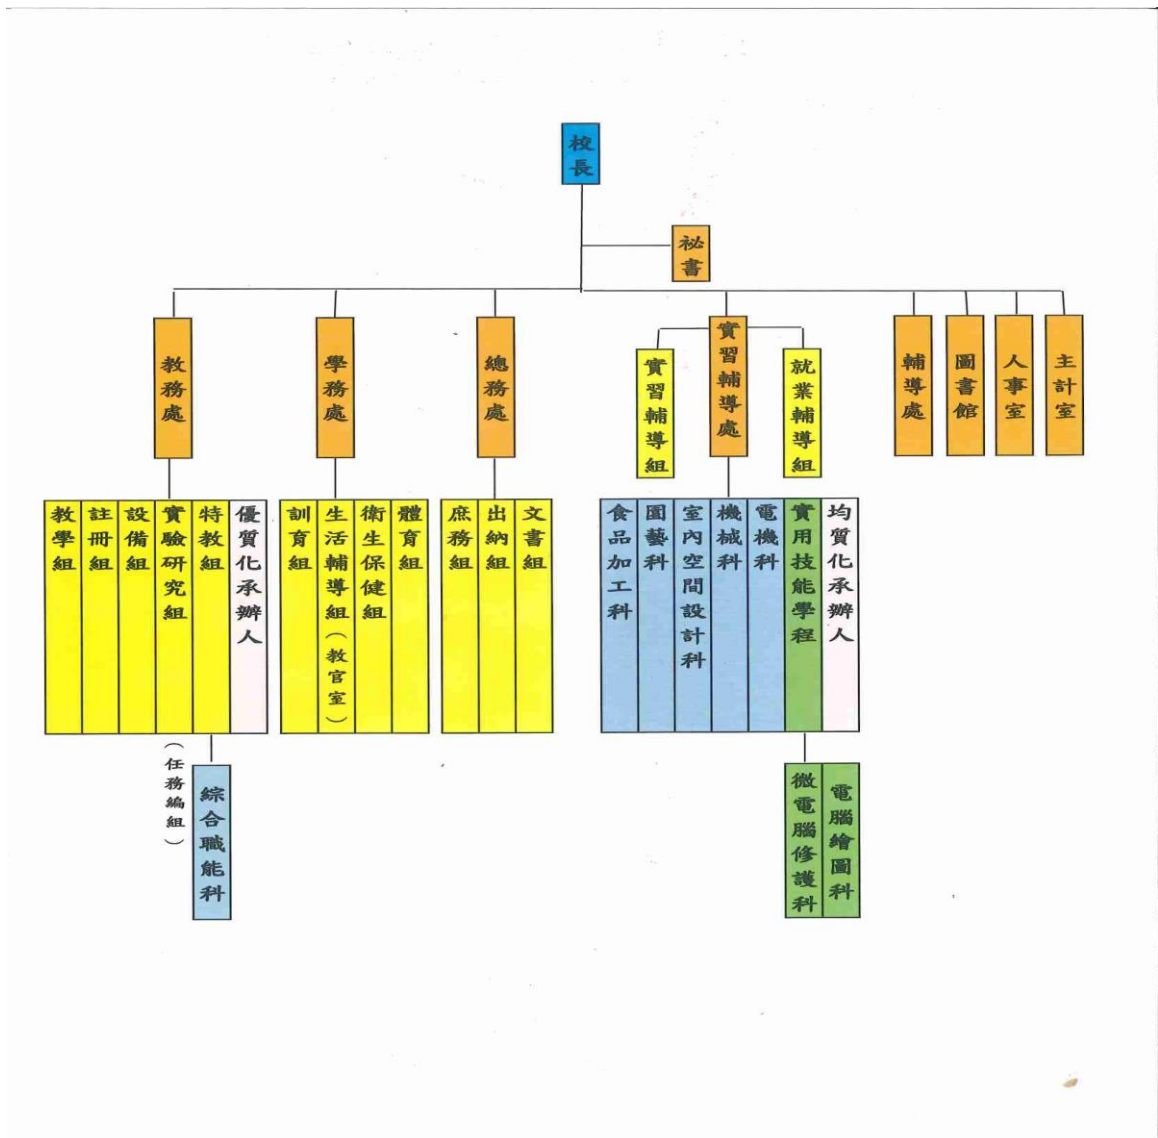 校長
祕書
教務處
學務處
總務處
實習輔導處
實習輔導組
就業輔導組
輔導處
圖書館
人事室
主計室
教學組
註冊組
設備組
實驗研究組
(任務編組)
特教組
優質化承辦人
綜合職能科
訓育組
生活輔導組(教官室)
衛生保健組
體育組
庶務組
出納組
文書組
食品加工科
園藝科
室內空間設計科
機械科
電機科
實用技能學程
均質化承辦人
微電腦修護科
電腦繪圖科